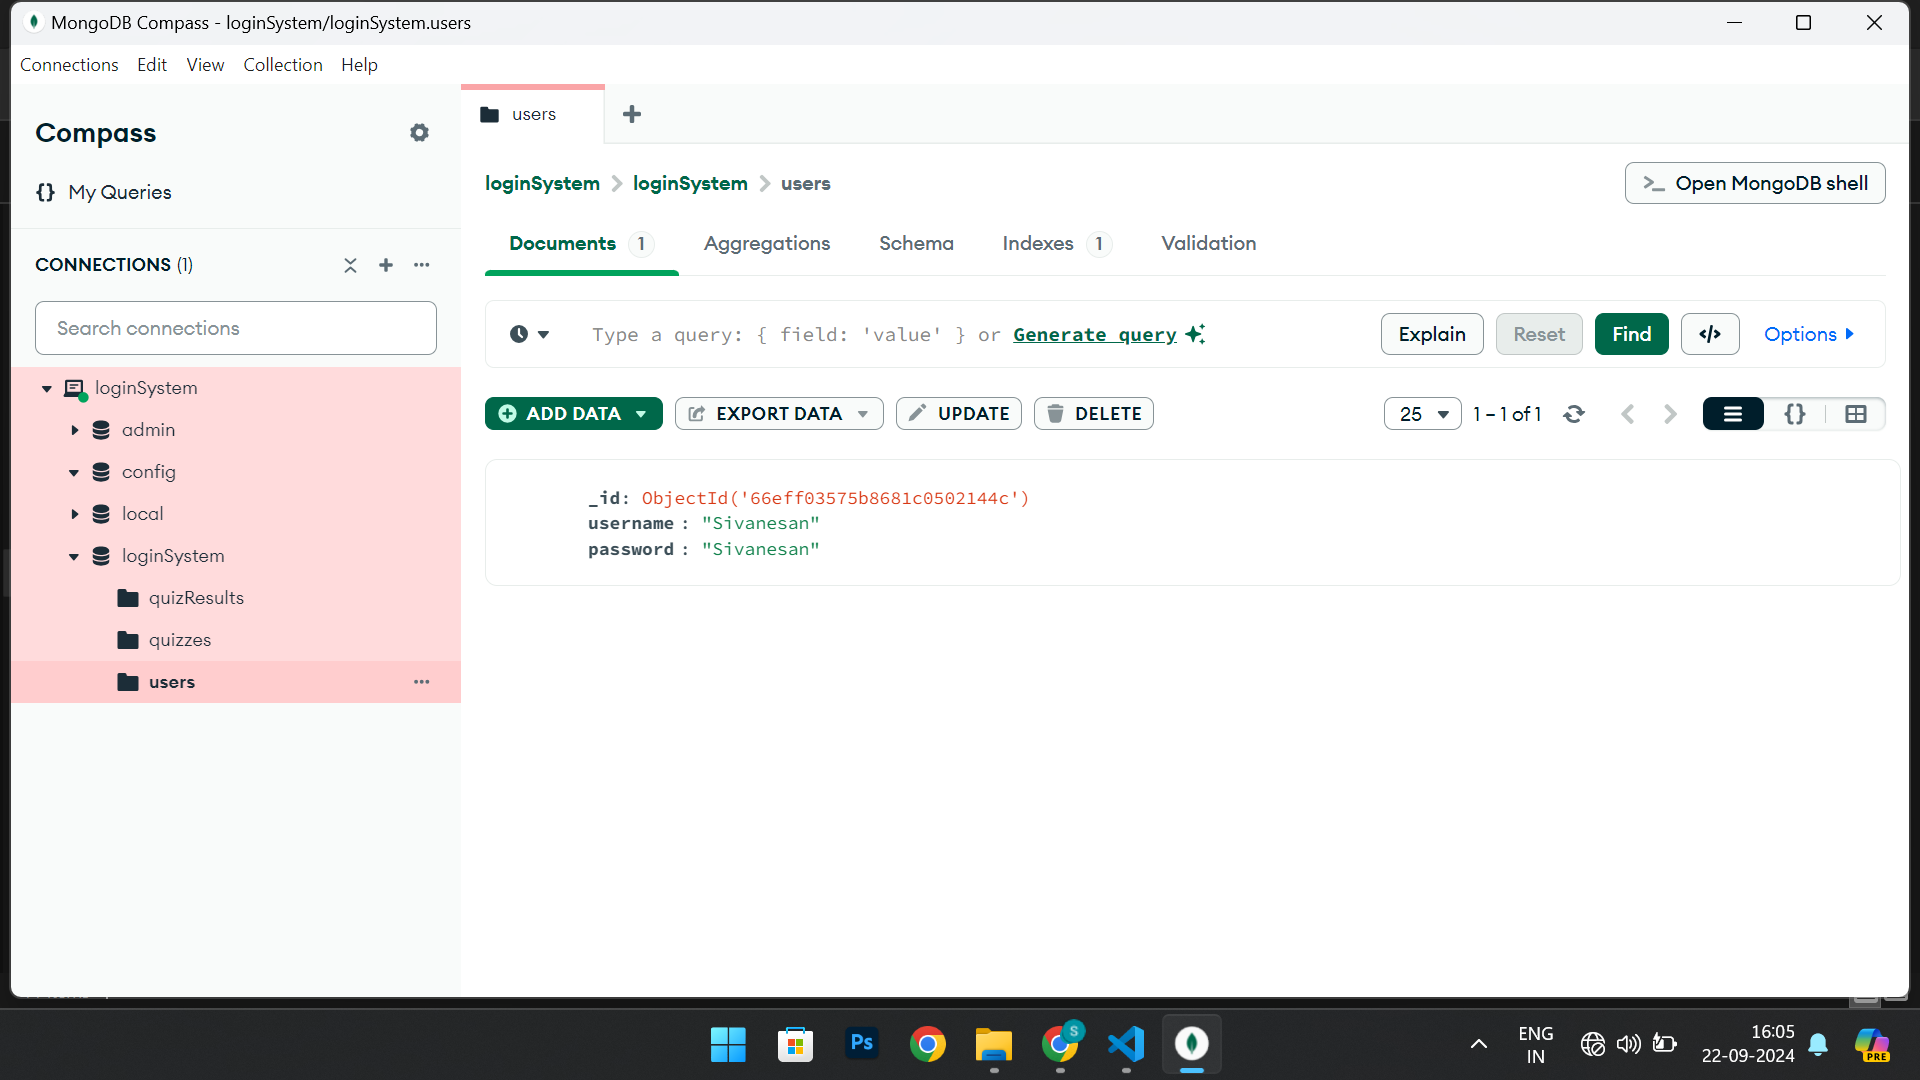 MongoDB Compass - loginSystem/loginSystem.users
Connections Edit View Collection Help
Compass
{} My Queries
CONNECTIONS (1)
Search connections
loginSystem
admin
config
local
loginSystem
quizResults
quizzes
users
users
loginSystem > loginSystem > users
>_ Open MongoDB shell
Documents 1 Aggregations Schema Indexes 1 Validation
Type a query: { field: 'value' } or Generate query
Explain Reset Find </> Options
ADD DATA EXPORT DATA UPDATE DELETE
25 1 – 1 of 1 {}
_id: ObjectId('66eff03575b8681c0502144c')
username : "Sivanesan"
password : "Sivanesan"
Ps
S
ENG
IN
16:05
22-09-2024
PRE